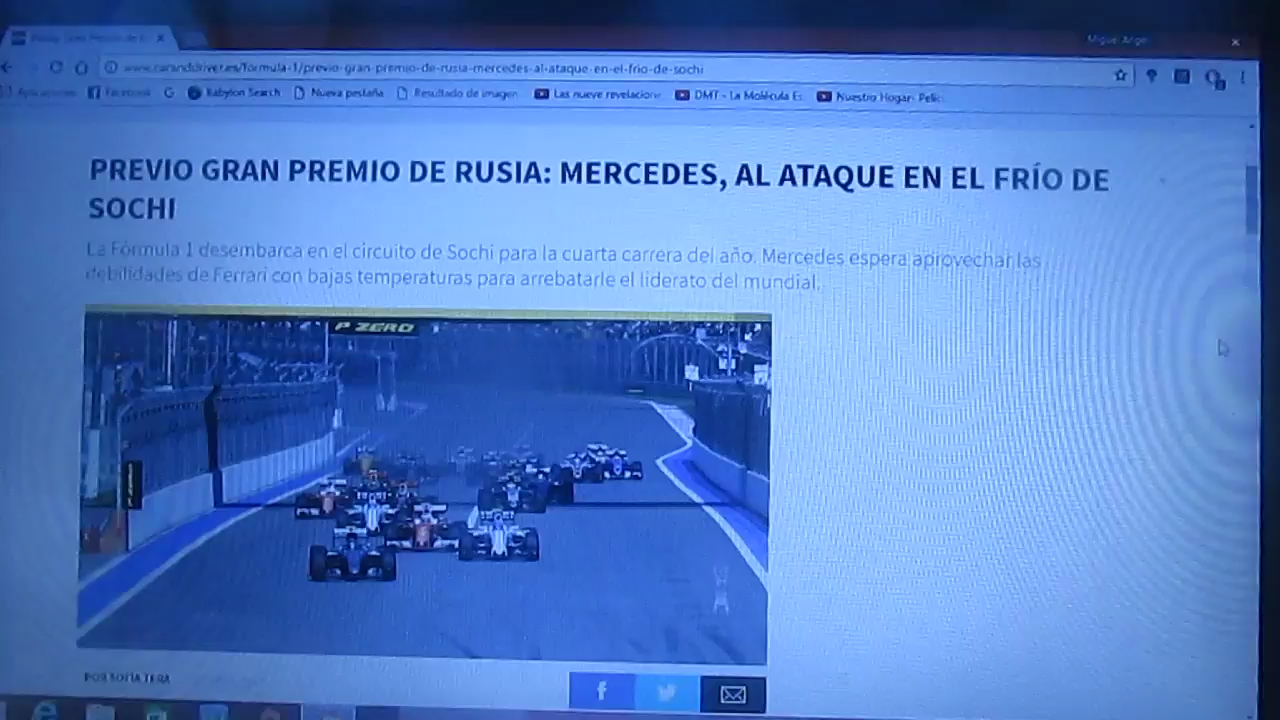 Miguel Angel
www.caranddriver.es/formula-1/previo-gran-premio-de-rusia-mercedes-al-ataque-en-el-frio-de-sochi
Aplicaciones Facebook G Babylon Search Nueva pestaña Resultado de imagen Las nueve revelacione DMT - La Molécula Es Nuestro Hogar- Pelíc
PREVIO GRAN PREMIO DE RUSIA: MERCEDES, AL ATAQUE EN EL FRÍO DE
SOCHI
La Fórmula 1 desembarca en el circuito de Sochi para la cuarta carrera del año. Mercedes espera aprovechar las
debilidades de Ferrari con bajas temperaturas para arrebatarle el liderato del mundial.
P ZERO
POR SOFÍA TERA